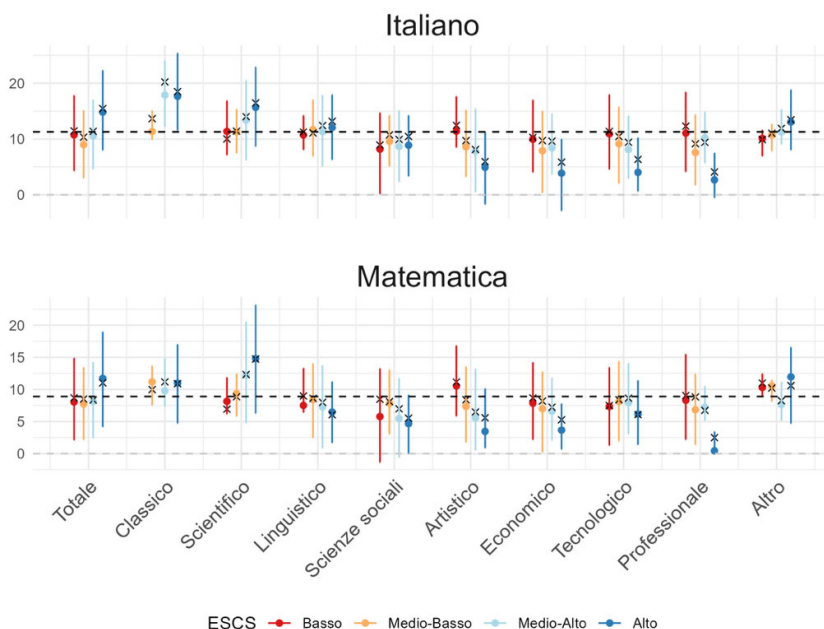 Italiano
20
10
0
Matematica
20
15
10
5
0
Totale
Classico
Scientifico
Linguistico
Scienze sociali
Artistico
Economico
Tecnologico
Professionale
Altro
ESCS Basso Medio-Basso Medio-Alto Alto